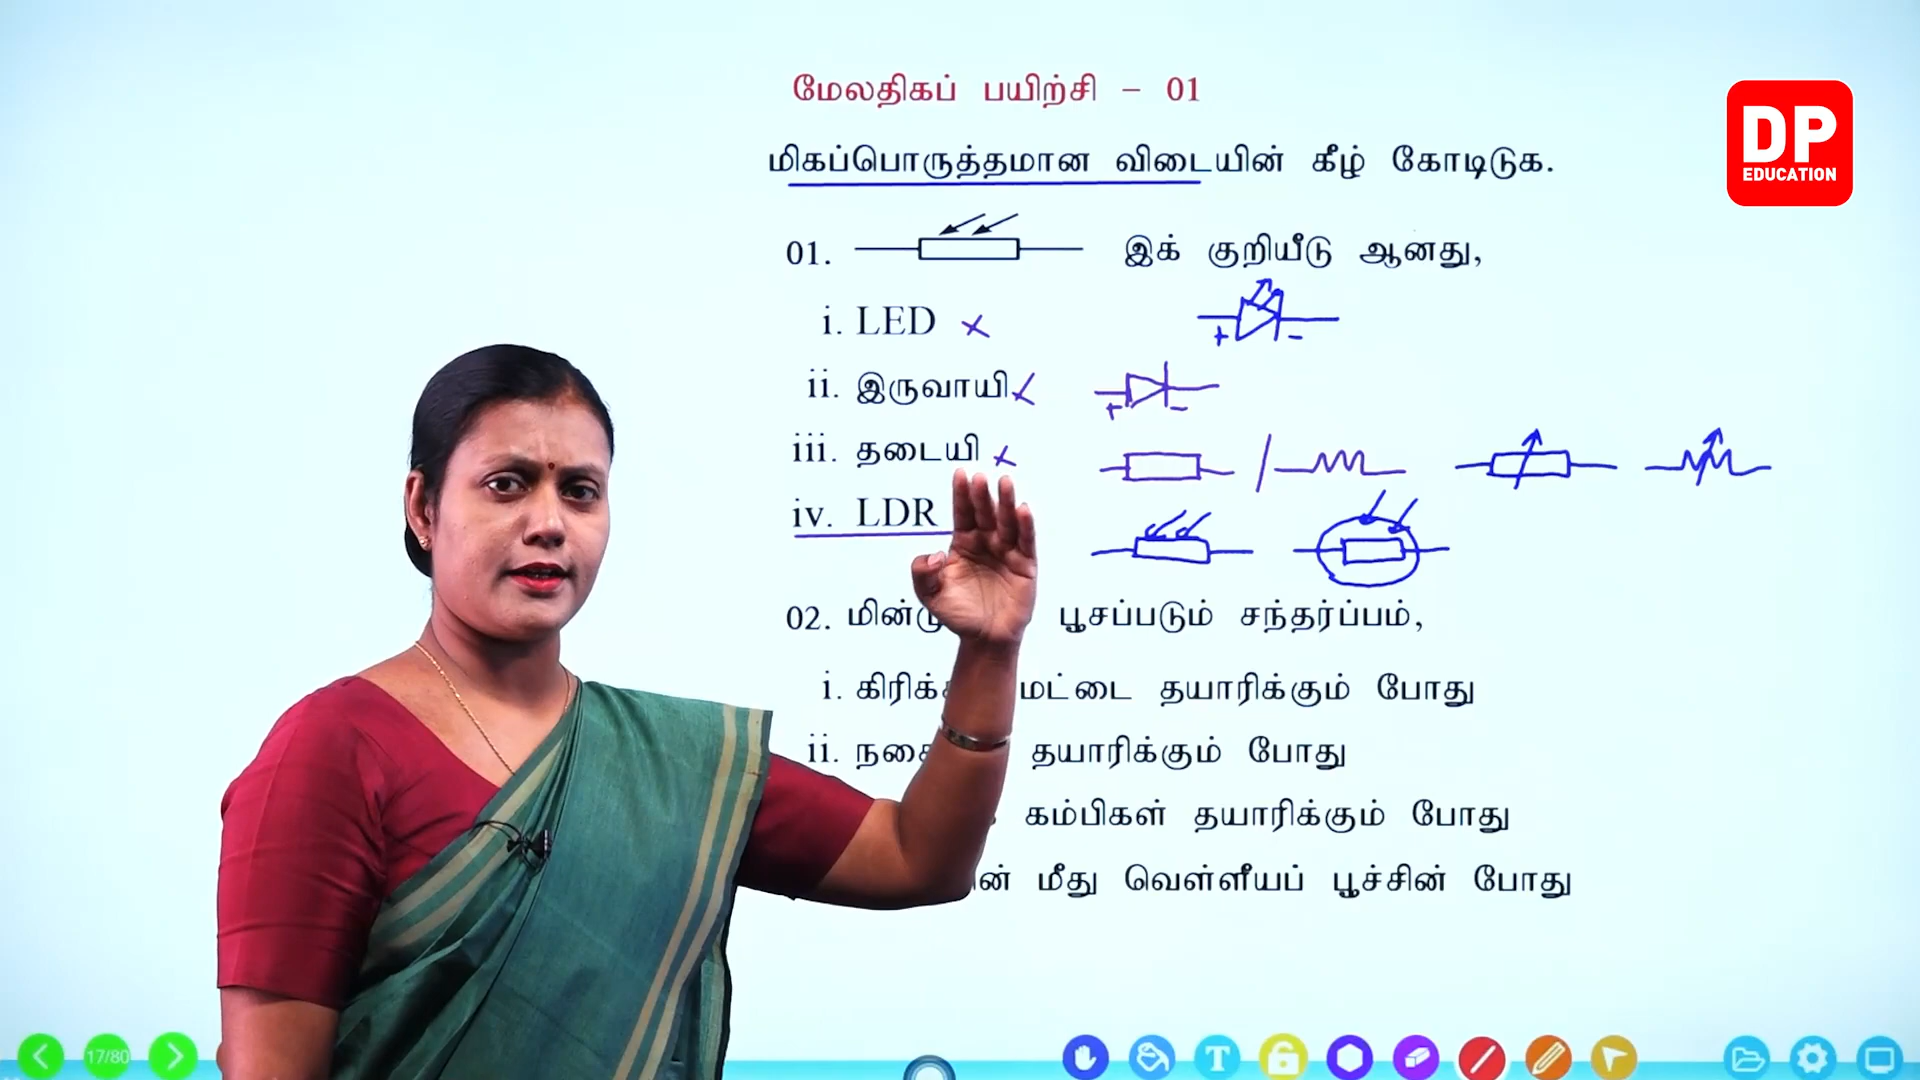 மேலதிகப் பயிற்சி – 01
மிகப்பொருத்தமான விடையின் கீழ் கோடிடுக.
DP
EDUCATION
01. இக் குறியீடு ஆனது,
i. LED ×
+ -
ii. இருவாயி ×
+ -
iii. தடையி ×
/
iv. LDR
02. பூசப்படும் சந்தர்ப்பம்,
i. மட்டை தயாரிக்கும் போது
ii. தயாரிக்கும் போது
கம்பிகள் தயாரிக்கும் போது
மீது வெள்ளீயப் பூச்சின் போது
17/80
T